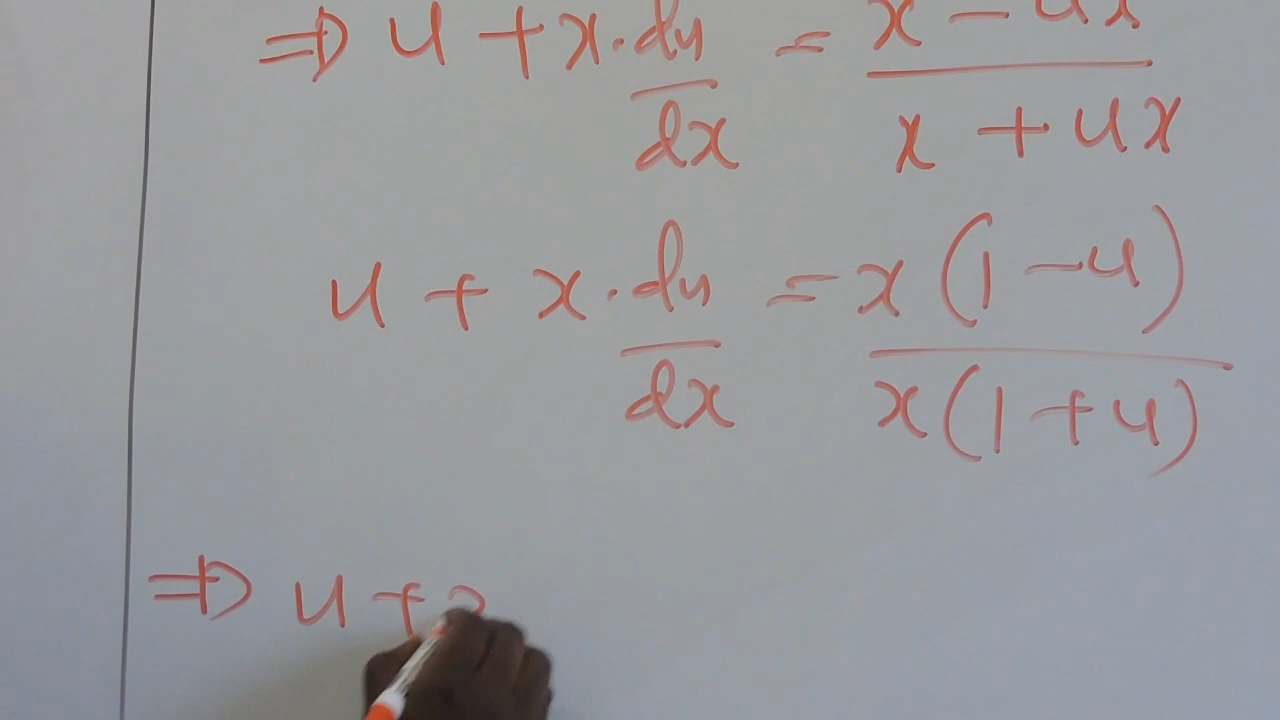 ⇒ u + x · du/dx = x − ux / x + ux
u + x · du/dx = x(1 − u) / x(1 + u)
⇒ u +